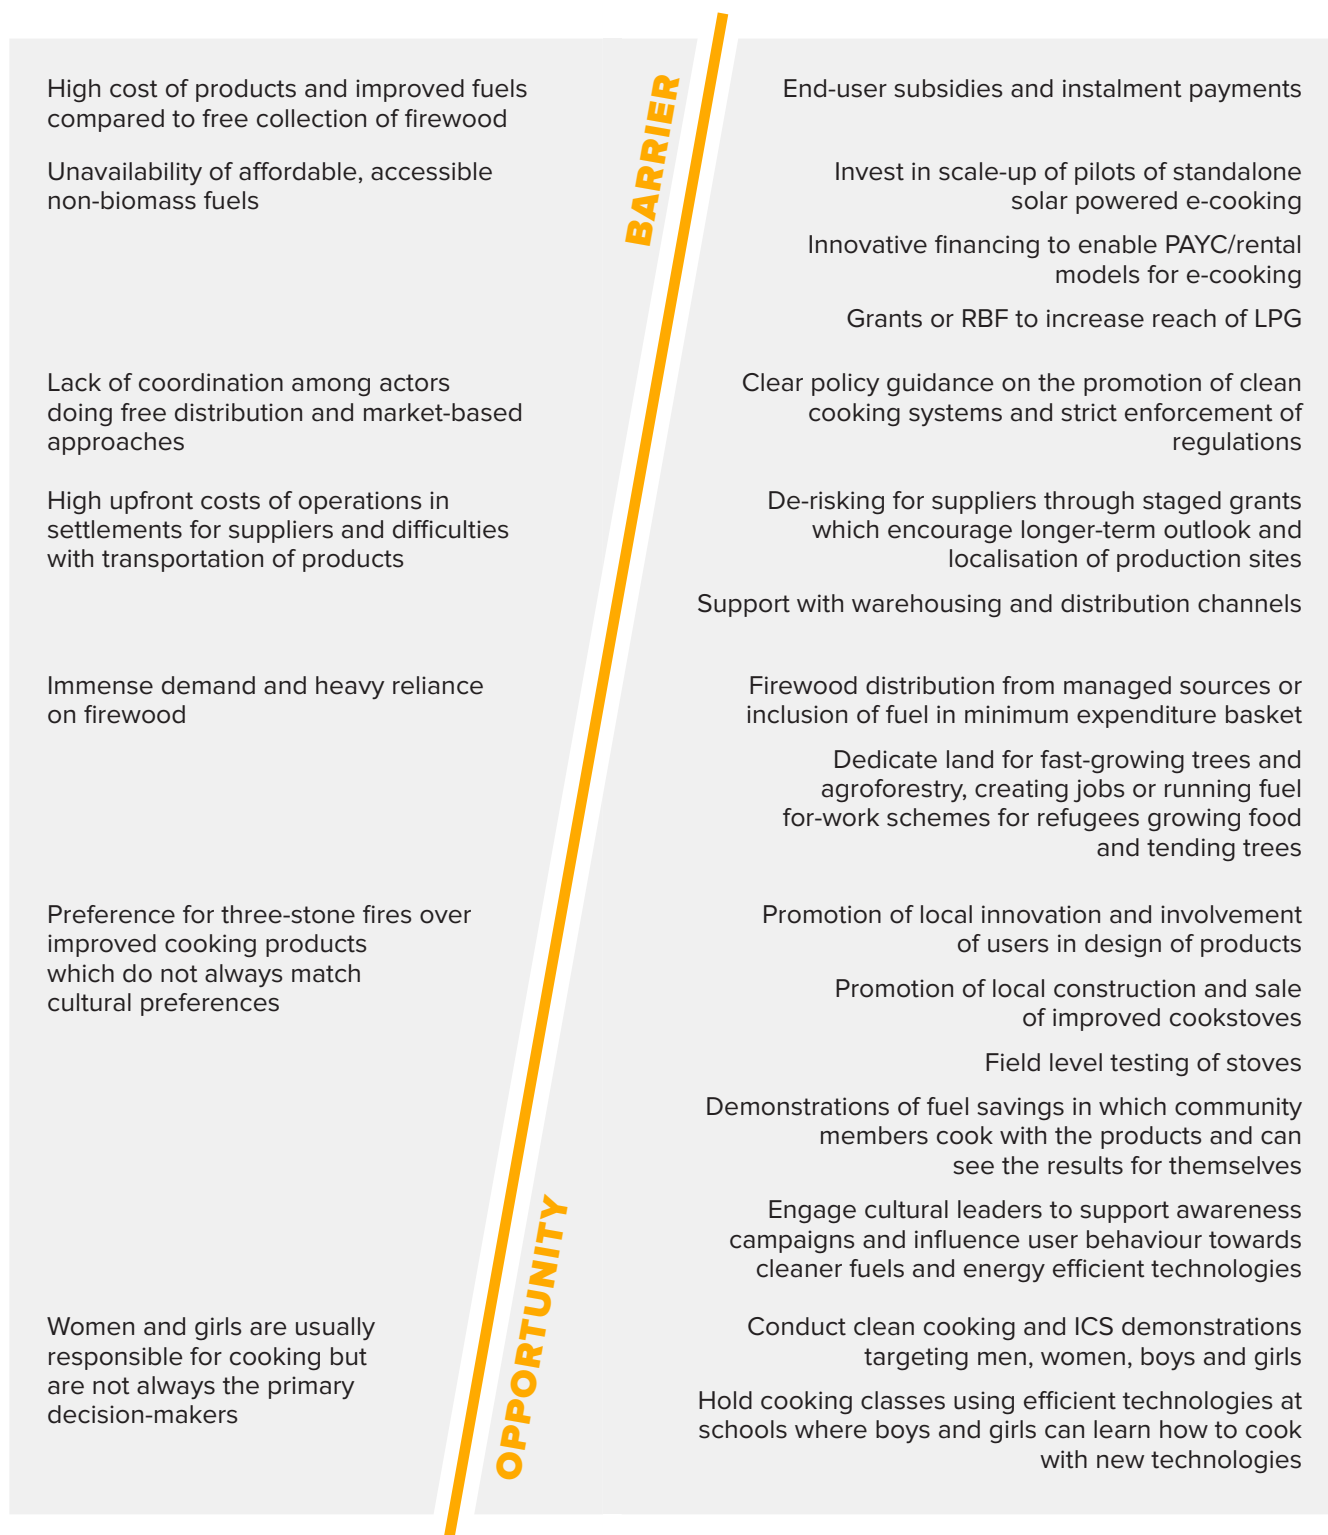 BARRIER
OPPORTUNITY
High cost of products and improved fuels
compared to free collection of firewood
End-user subsidies and instalment payments
Unavailability of affordable, accessible
non-biomass fuels
Invest in scale-up of pilots of standalone
solar powered e-cooking
Innovative financing to enable PAYC/rental
models for e-cooking
Grants or RBF to increase reach of LPG
Lack of coordination among actors
doing free distribution and market-based
approaches
Clear policy guidance on the promotion of clean
cooking systems and strict enforcement of
regulations
High upfront costs of operations in
settlements for suppliers and difficulties
with transportation of products
De-risking for suppliers through staged grants
which encourage longer-term outlook and
localisation of production sites
Support with warehousing and distribution channels
Immense demand and heavy reliance
on firewood
Firewood distribution from managed sources or
inclusion of fuel in minimum expenditure basket
Dedicate land for fast-growing trees and
agroforestry, creating jobs or running fuel
for-work schemes for refugees growing food
and tending trees
Preference for three-stone fires over
improved cooking products
which do not always match
cultural preferences
Promotion of local innovation and involvement
of users in design of products
Promotion of local construction and sale
of improved cookstoves
Field level testing of stoves
Demonstrations of fuel savings in which community
members cook with the products and can
see the results for themselves
Engage cultural leaders to support awareness
campaigns and influence user behaviour towards
cleaner fuels and energy efficient technologies
Women and girls are usually
responsible for cooking but
are not always the primary
decision-makers
Conduct clean cooking and ICS demonstrations
targeting men, women, boys and girls
Hold cooking classes using efficient technologies at
schools where boys and girls can learn how to cook
with new technologies